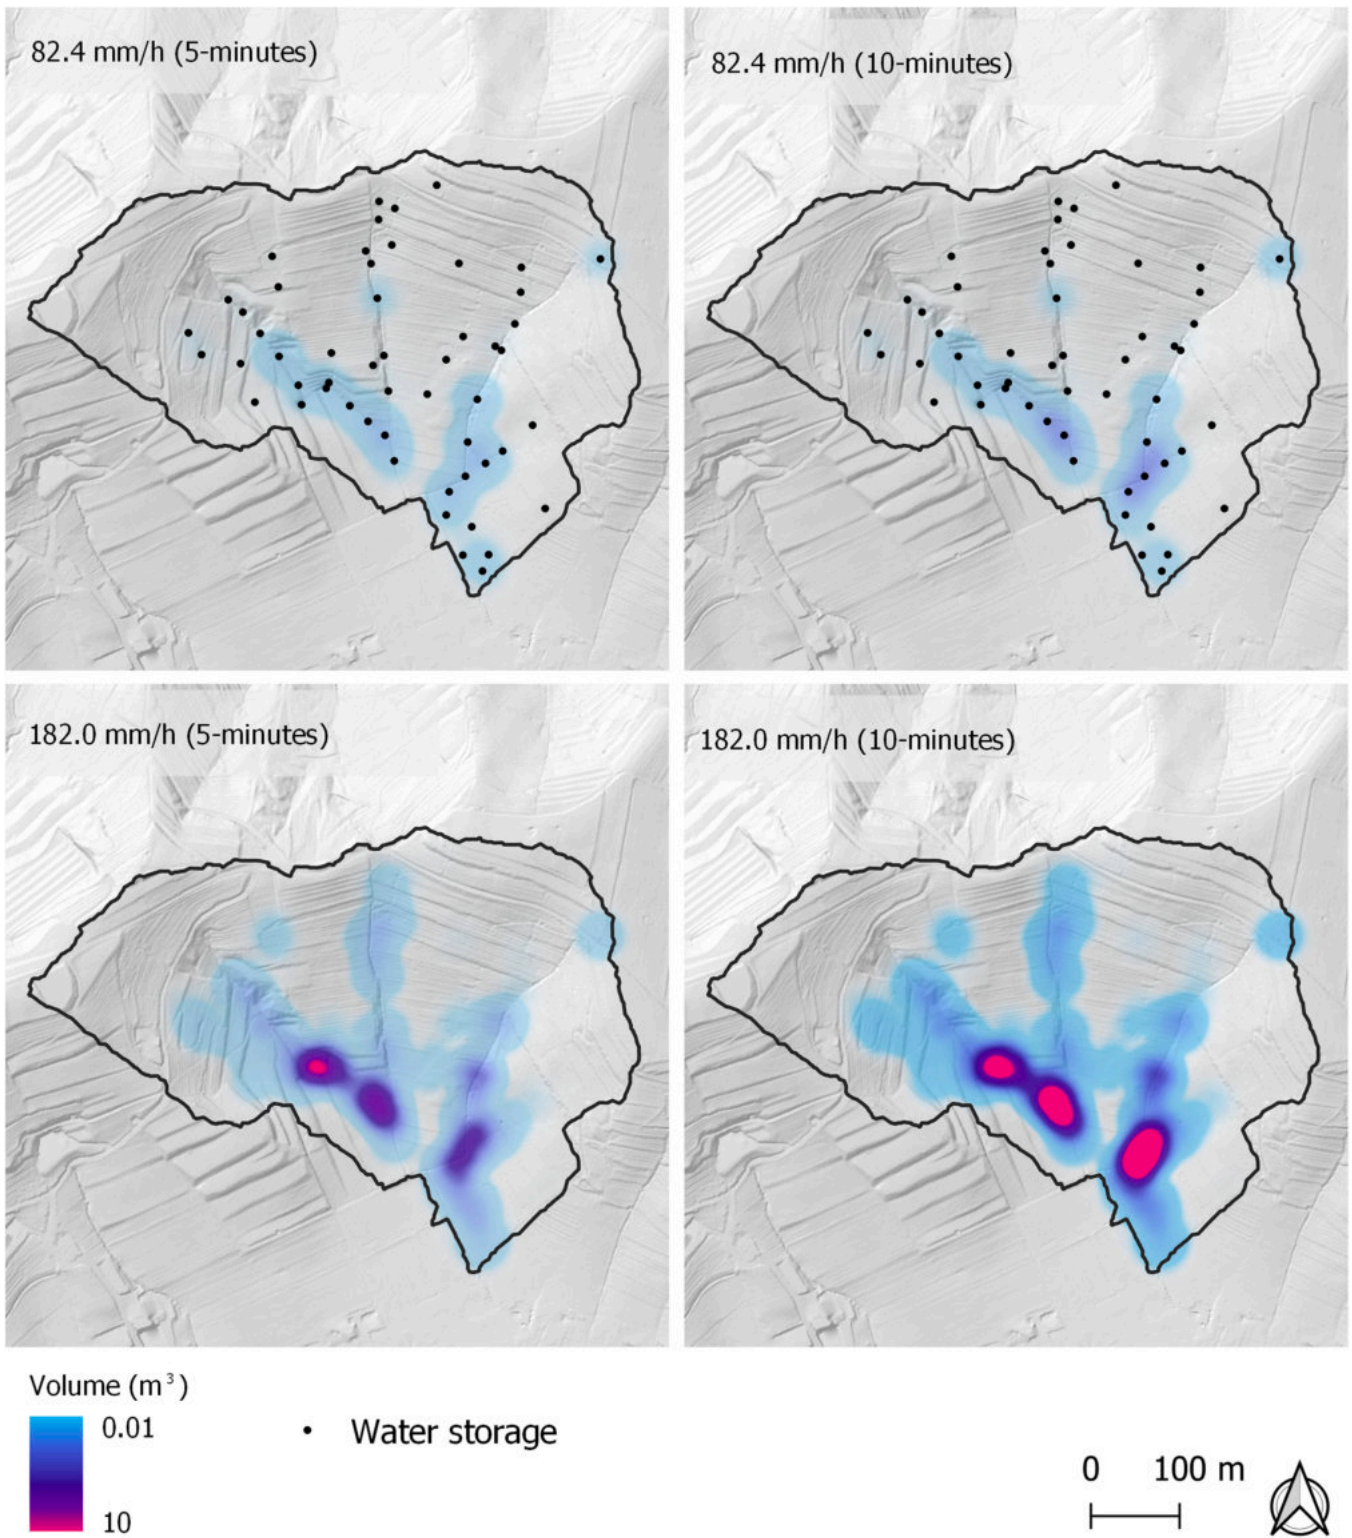 82.4 mm/h (5-minutes)
82.4 mm/h (10-minutes)
182.0 mm/h (5-minutes)
182.0 mm/h (10-minutes)
Volume (m³)
0.01
10
Water storage
0 100 m